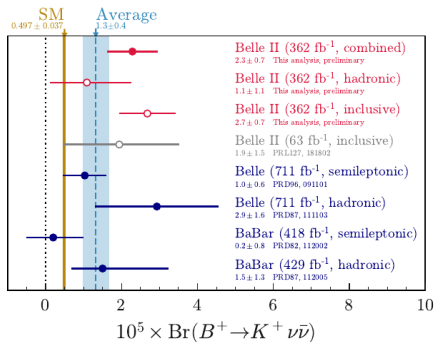 SM Average
0.497 ± 0.037 1.3±0.4
Belle II (362 fb⁻¹, combined)
2.3±0.7 This analysis, preliminary
Belle II (362 fb⁻¹, hadronic)
1.1±1.1 This analysis, preliminary
Belle II (362 fb⁻¹, inclusive)
2.7±0.7 This analysis, preliminary
Belle II (63 fb⁻¹, inclusive)
1.9±1.5 PRL127, 181802
Belle (711 fb⁻¹, semileptonic)
1.0±0.6 PRD96, 091101
Belle (711 fb⁻¹, hadronic)
2.9±1.6 PRD87, 111103
BaBar (418 fb⁻¹, semileptonic)
0.2±0.8 PRD82, 112002
BaBar (429 fb⁻¹, hadronic)
1.5±1.3 PRD87, 112005
0 2 4 6 8 10
10⁵ × Br(B⁺→K⁺νν̄)